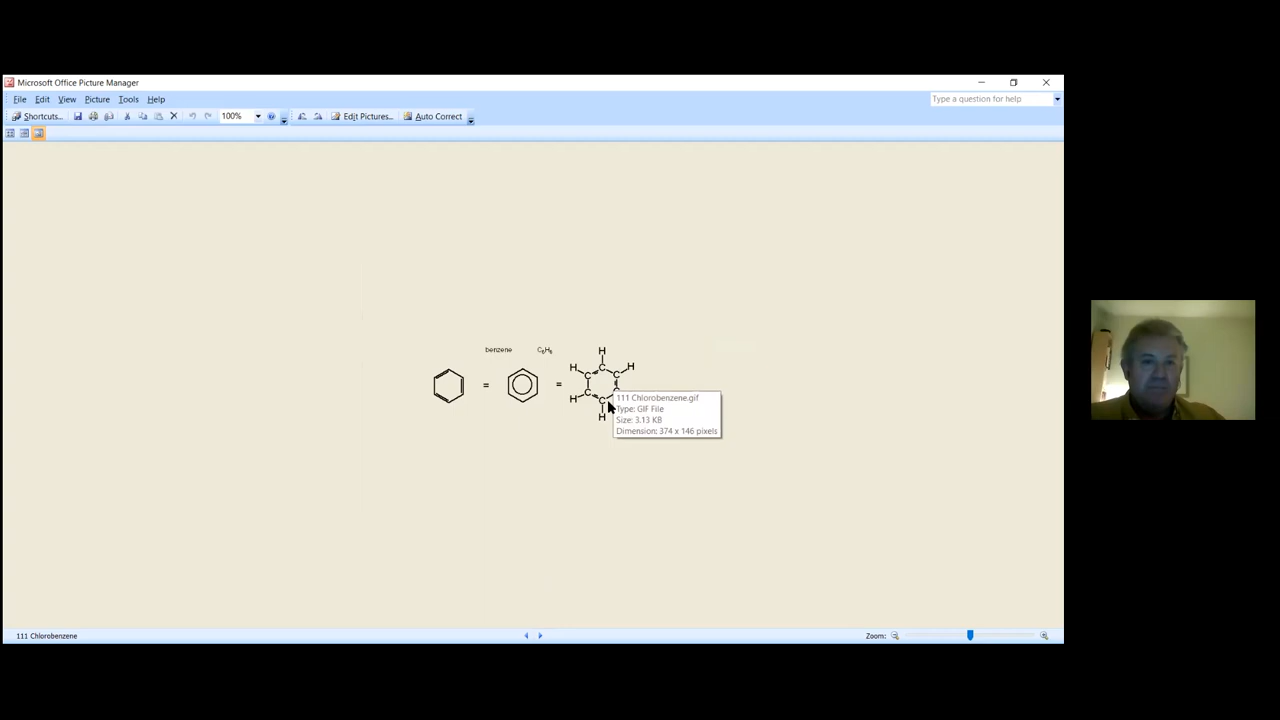 Microsoft Office Picture Manager
File Edit View Picture Tools Help
Type a question for help
Shortcuts...
100%
Edit Pictures...
Auto Correct
benzene C₆H₆
H
H H
C
C C
= =
C
H C
H
111 Chlorobenzene.gif
Type: GIF File
Size: 3.13 KB
Dimension: 374 x 146 pixels
111 Chlorobenzene
Zoom: